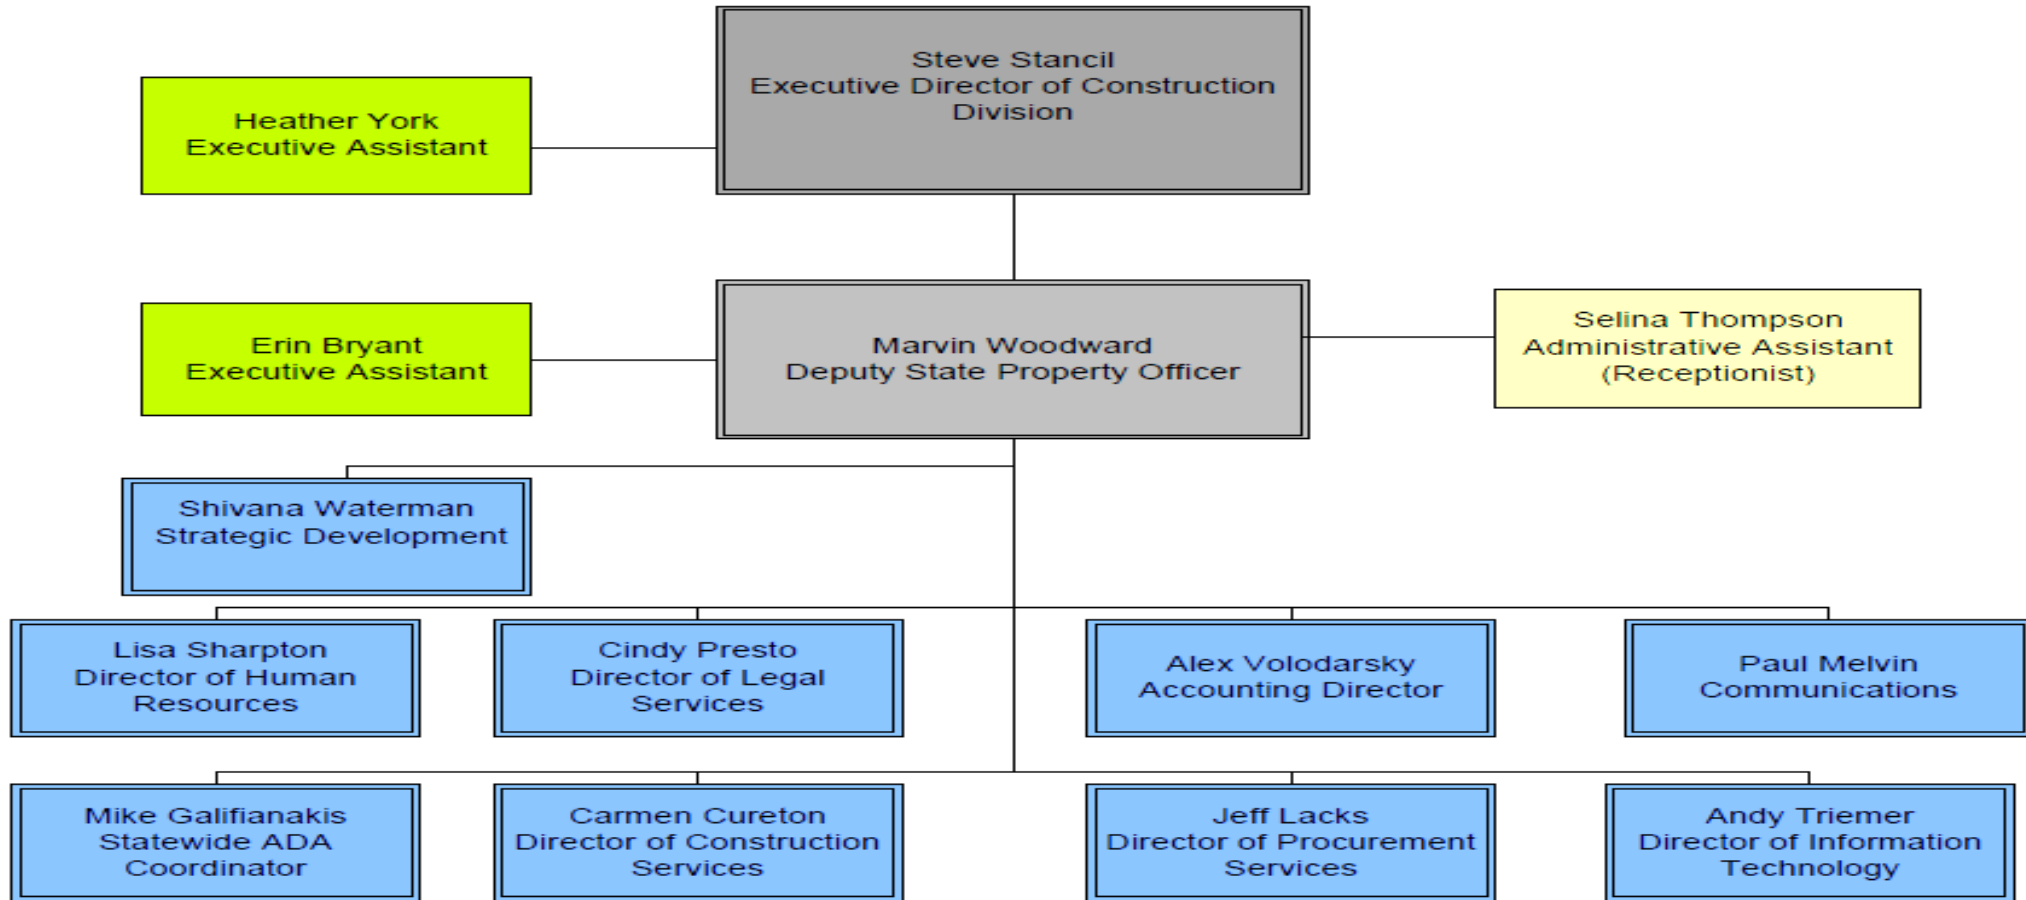 Steve Stancil
Executive Director of Construction
Division
Heather York
Executive Assistant
Erin Bryant
Executive Assistant
Marvin Woodward
Deputy State Property Officer
Selina Thompson
Administrative Assistant
(Receptionist)
Shivana Waterman
Strategic Development
Lisa Sharpton
Director of Human
Resources
Cindy Presto
Director of Legal
Services
Alex Volodarsky
Accounting Director
Paul Melvin
Communications
Mike Galifianakis
Statewide ADA
Coordinator
Carmen Cureton
Director of Construction
Services
Jeff Lacks
Director of Procurement
Services
Andy Triemer
Director of Information
Technology